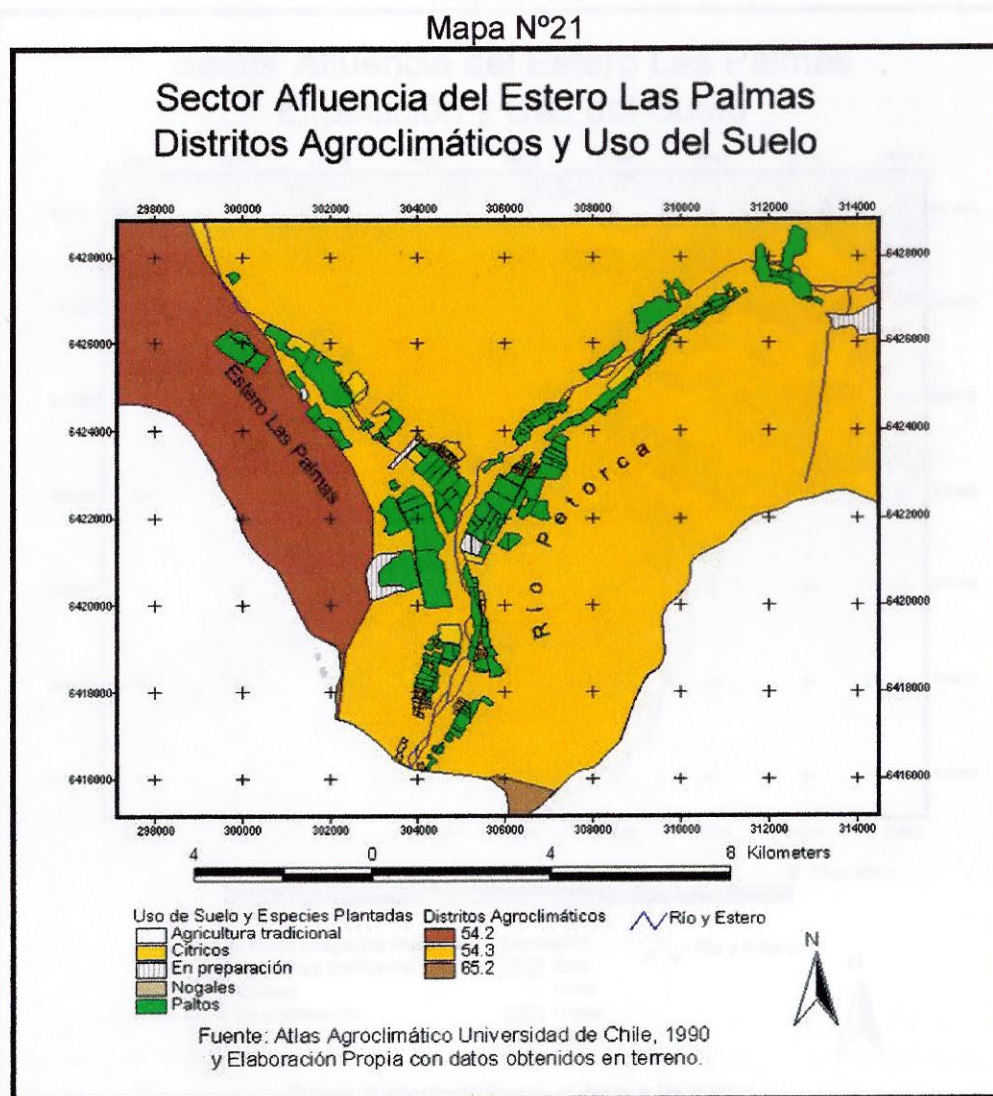 Mapa Nº21
Sector Afluencia del Estero Las Palmas
Distritos Agroclimáticos y Uso del Suelo
298000 300000 302000 304000 306000 308000 310000 312000 314000
6428000 6428000
6426000 6426000
6424000 6424000
6422000 6422000
6420000 6420000
6418000 6418000
6416000 6416000
Estero Las Palmas
Río Petorca
298000 300000 302000 304000 306000 308000 310000 312000 314000
4 0 4 8 Kilometers
Uso de Suelo y Especies Plantadas
Agricultura tradicional
Cítricos
En preparación
Nogales
Paltos
Distritos Agroclimáticos
54.2
54.3
65.2
Río y Estero
N
Fuente: Atlas Agroclimático Universidad de Chile, 1990
y Elaboración Propia con datos obtenidos en terreno.